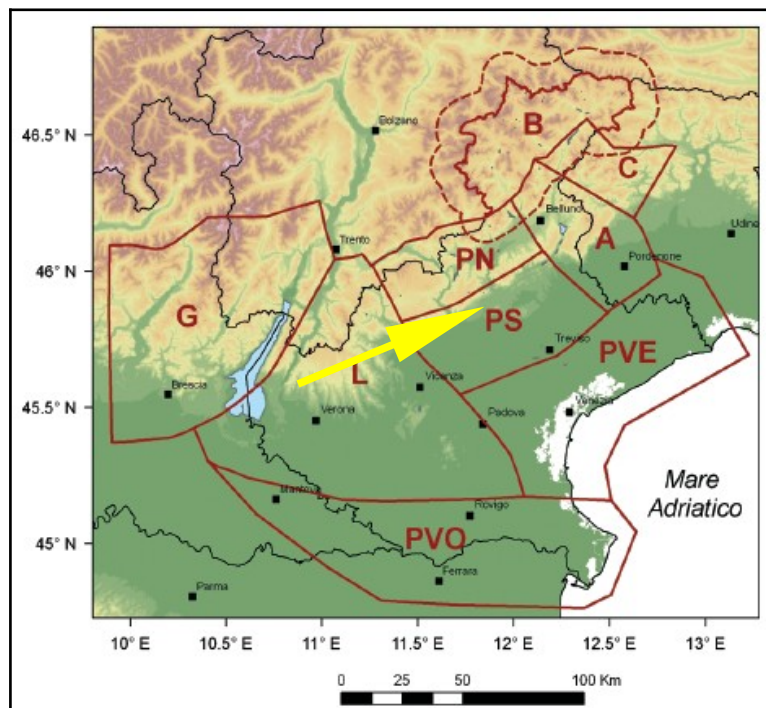 46.5° N
46° N
45.5° N
45° N
B
Bolzano
C
Belluno
Udine
Trento
PN
A
Pordenone
G
PS
Treviso
PVE
Brescia
L
Vicenza
Verona
Padova
Venezia
Mare
Adriatico
Mantova
Rovigo
PVO
Ferrara
Parma
10° E 10.5° E 11° E 11.5° E 12° E 12.5° E 13° E
0 25 50 100 Km